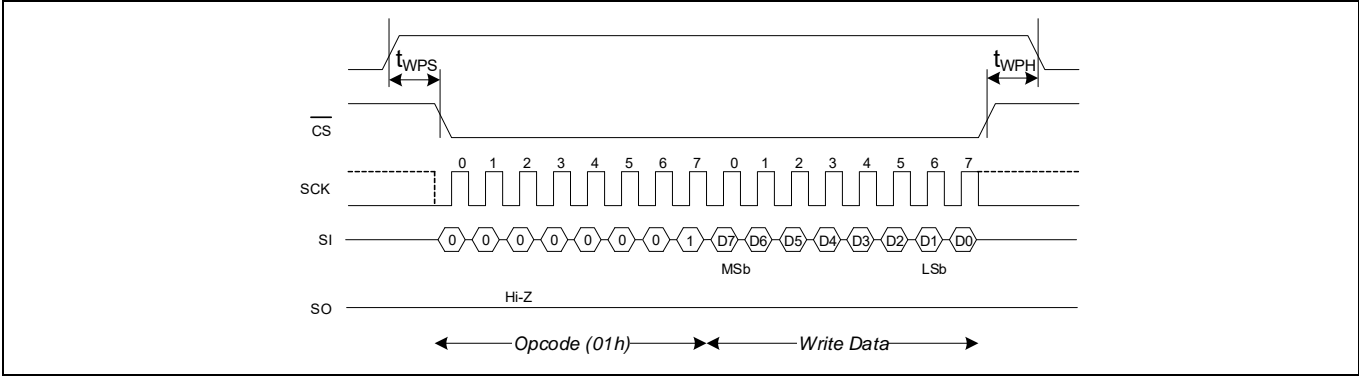 tWPS
tWPH
CS
0 1 2 3 4 5 6 7 0 1 2 3 4 5 6 7
SCK
SI 0 0 0 0 0 0 0 1 D7 D6 D5 D4 D3 D2 D1 D0
MSb LSb
Hi-Z
SO
Opcode (01h) Write Data